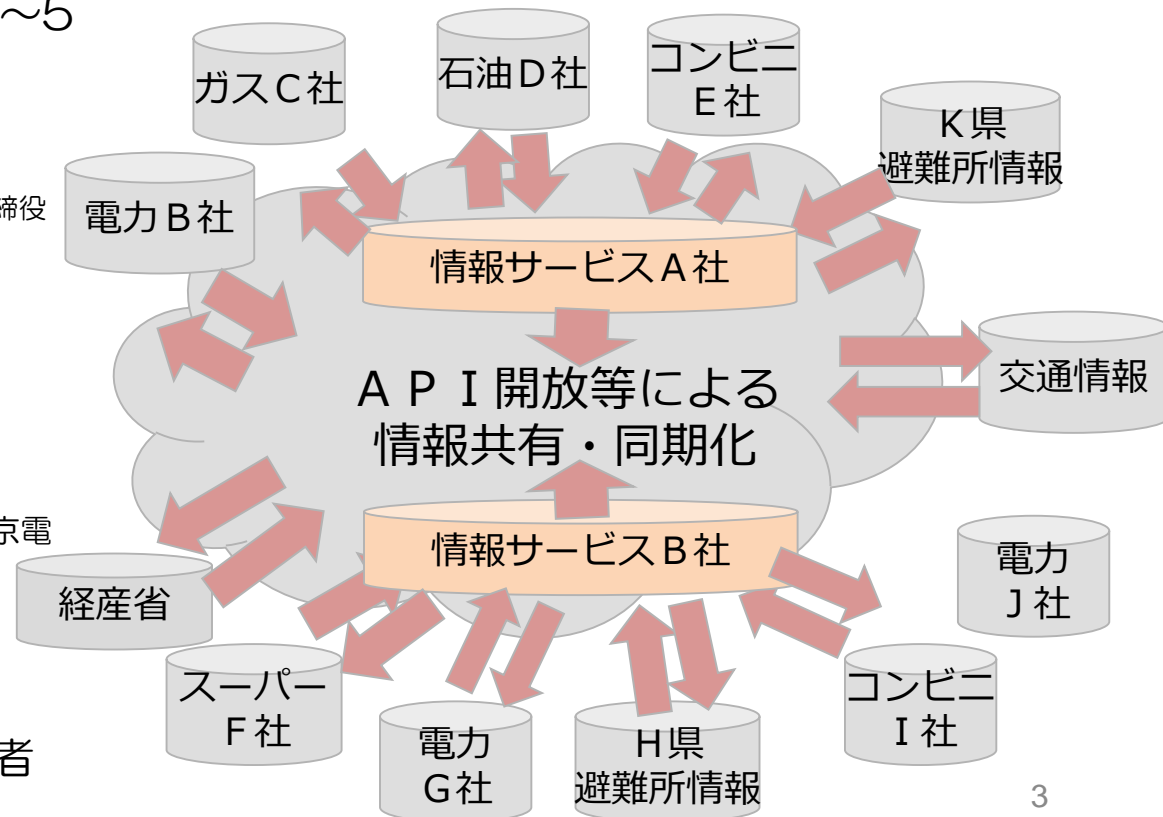 ～5
ガスＣ社
石油Ｄ社
コンビニ
Ｅ社
Ｋ県
避難所情報
締役
電力Ｂ社
情報サービスＡ社
交通情報
ＡＰＩ開放等による
情報共有・同期化
京電
情報サービスＢ社
経産省
電力
Ｊ社
スーパー
Ｆ社
電力
Ｇ社
Ｈ県
避難所情報
コンビニ
Ｉ社
者
3